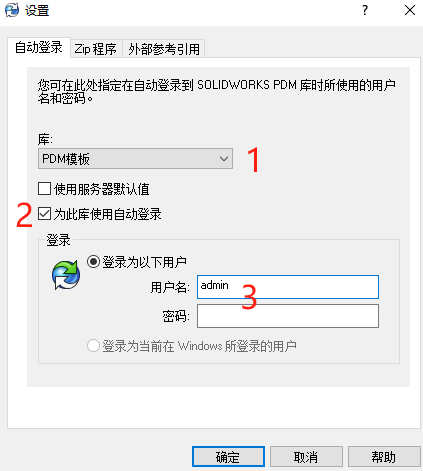 设置
?
自动登录 Zip 程序 外部参考引用
您可在此处指定在自动登录到 SOLIDWORKS PDM 库时所使用的用户
名和密码。
库:
PDM模板
1
使用服务器默认值
2
为此库使用自动登录
登录
登录为以下用户
用户名: admin
3
密码:
登录为当前在 Windows 所登录的用户
确定 取消 帮助